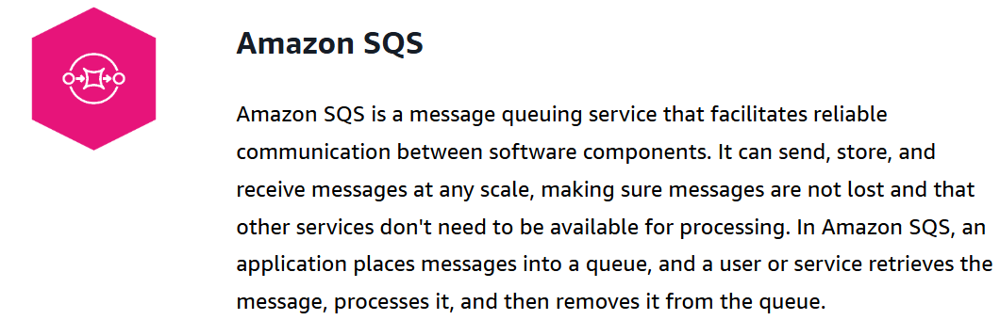 Amazon SQS
Amazon SQS is a message queuing service that facilitates reliable
communication between software components. It can send, store, and
receive messages at any scale, making sure messages are not lost and that
other services don't need to be available for processing. In Amazon SQS, an
application places messages into a queue, and a user or service retrieves the
message, processes it, and then removes it from the queue.